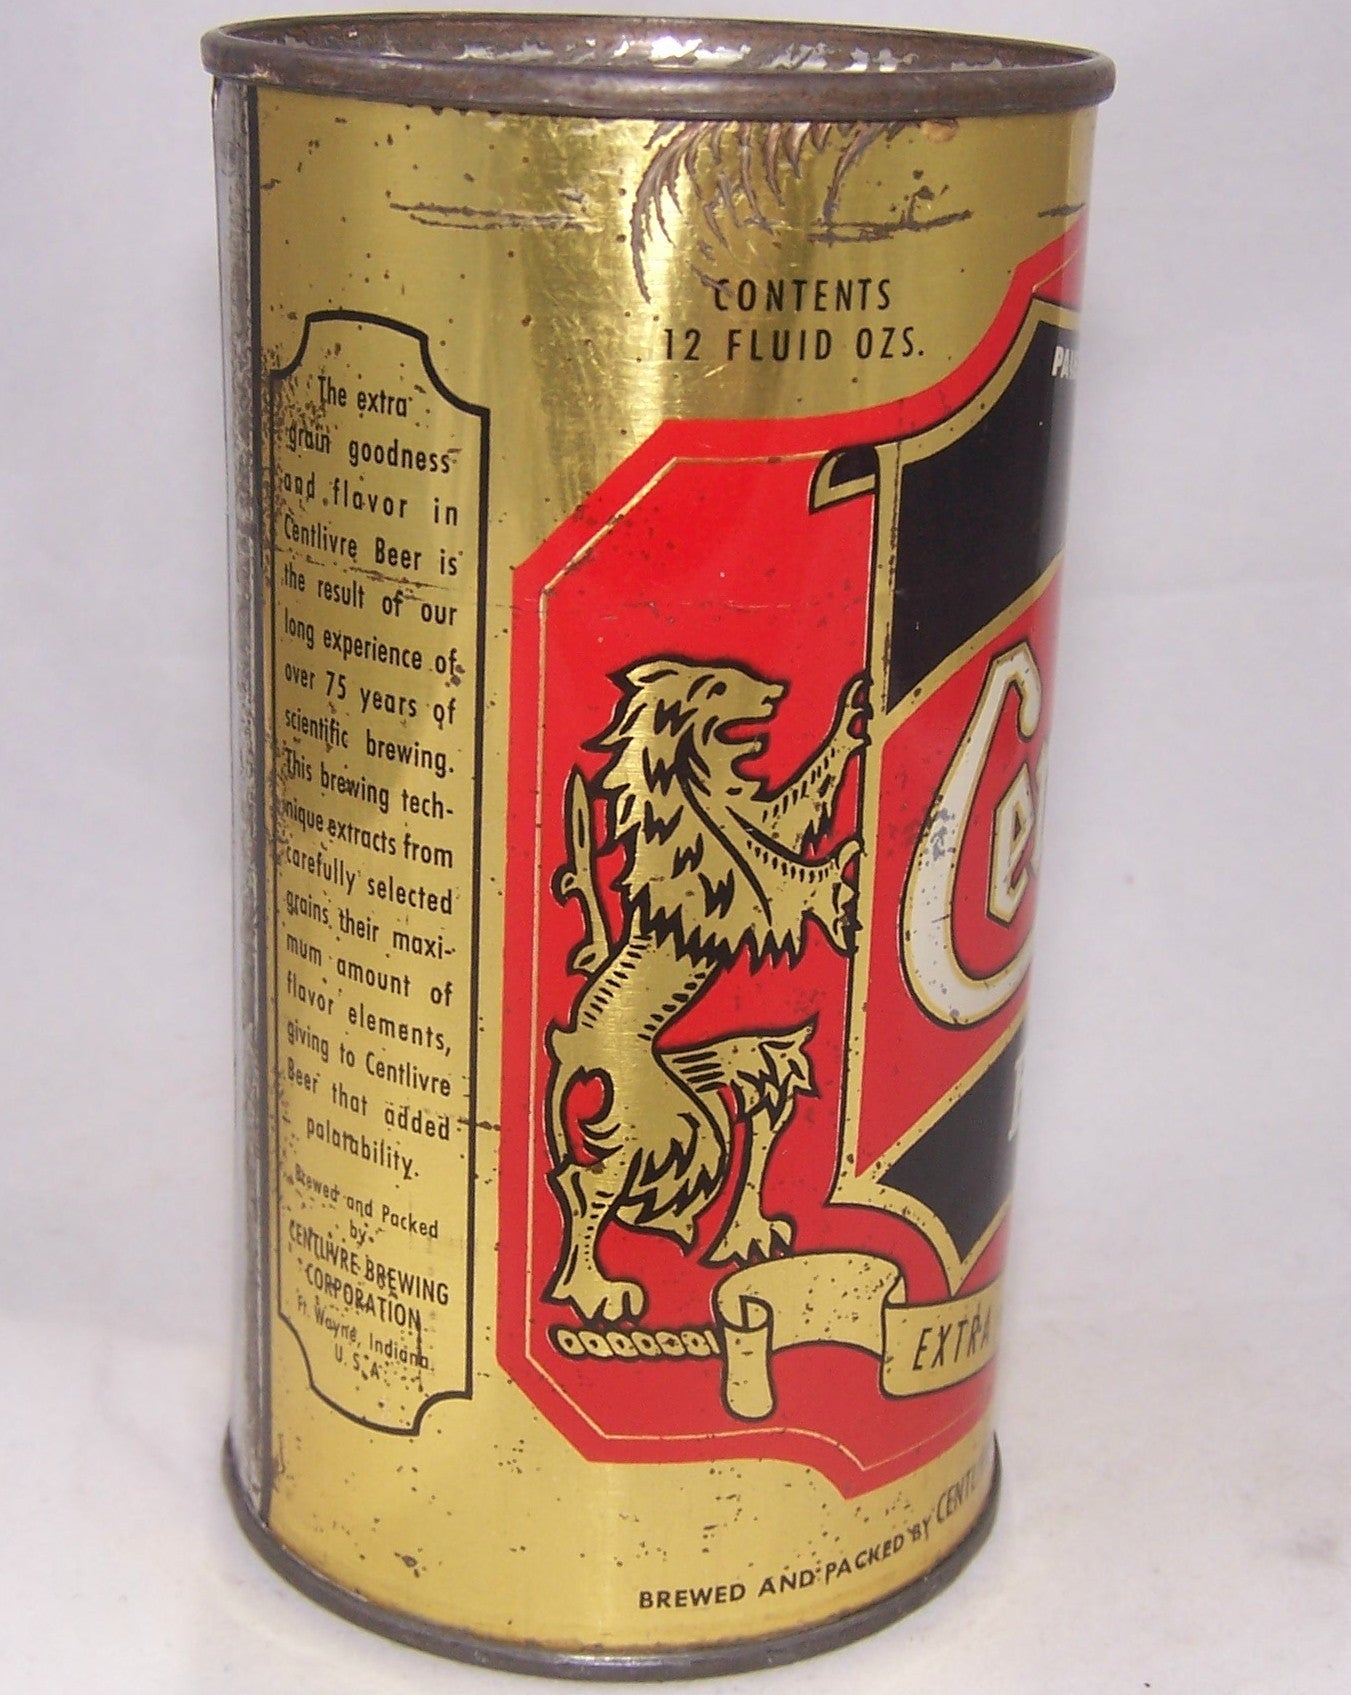 CONTENTS
12 FLUID OZS.
The extra
grain goodness
and flavor in
Centlivre Beer is
the result of our
long experience of
over 75 years of
scientific brewing.
This brewing tech-
nique extracts from
carefully selected
grains their maxi-
mum amount of
flavor elements,
giving to Centlivre
Beer that added
palatability.
Brewed and Packed
by
CENTLIVRE BREWING
CORPORATION
Ft. Wayne, Indiana
U. S. A.
Ce
EXTRA
BREWED AND PACKED BY